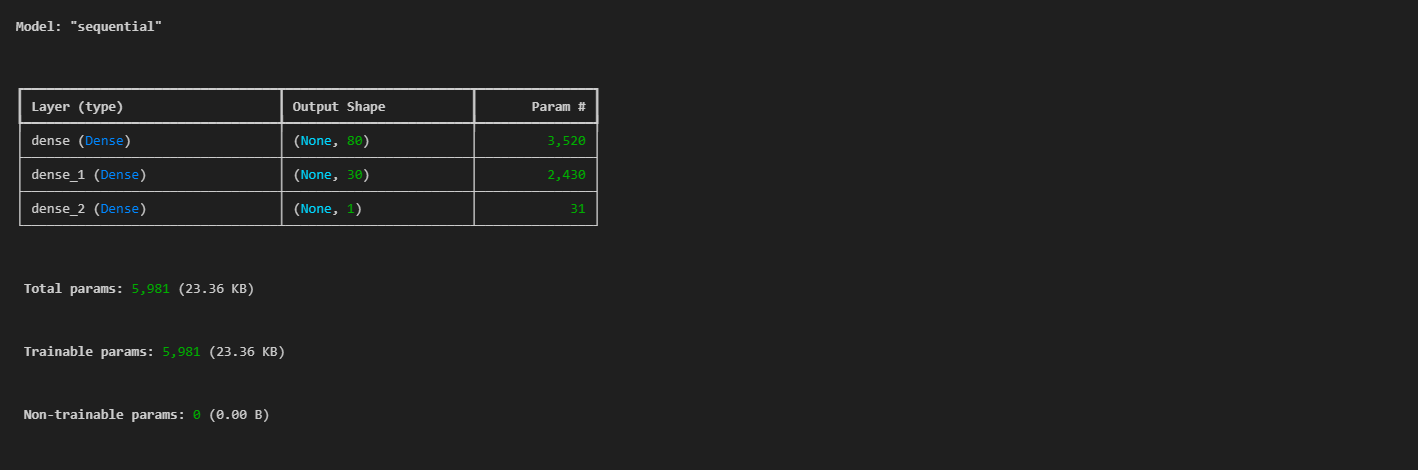 Model: "sequential"
Layer (type) Output Shape Param #
dense (Dense) (None, 80) 3,520
dense_1 (Dense) (None, 30) 2,430
dense_2 (Dense) (None, 1) 31
Total params: 5,981 (23.36 KB)
Trainable params: 5,981 (23.36 KB)
Non-trainable params: 0 (0.00 B)